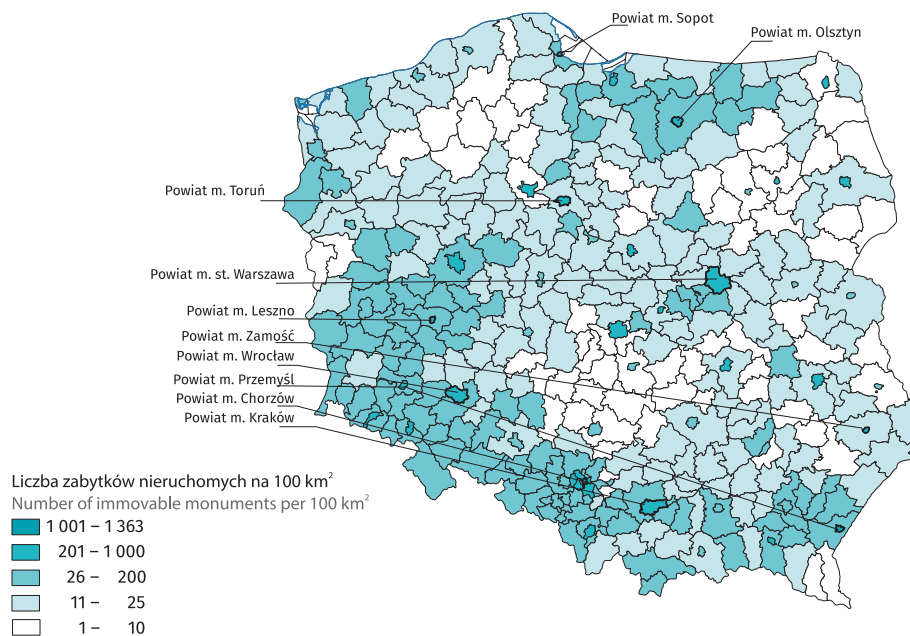 Powiat m. Sopot
Powiat m. Olsztyn
Powiat m. Toruń
Powiat m. st. Warszawa
Powiat m. Leszno
Powiat m. Zamość
Powiat m. Wrocław
Powiat m. Przemyśl
Powiat m. Chorzów
Powiat m. Kraków
Liczba zabytków nieruchomych na 100 km²
Number of immovable monuments per 100 km²
1 001 – 1 363
201 – 1 000
26 – 200
11 – 25
1 – 10